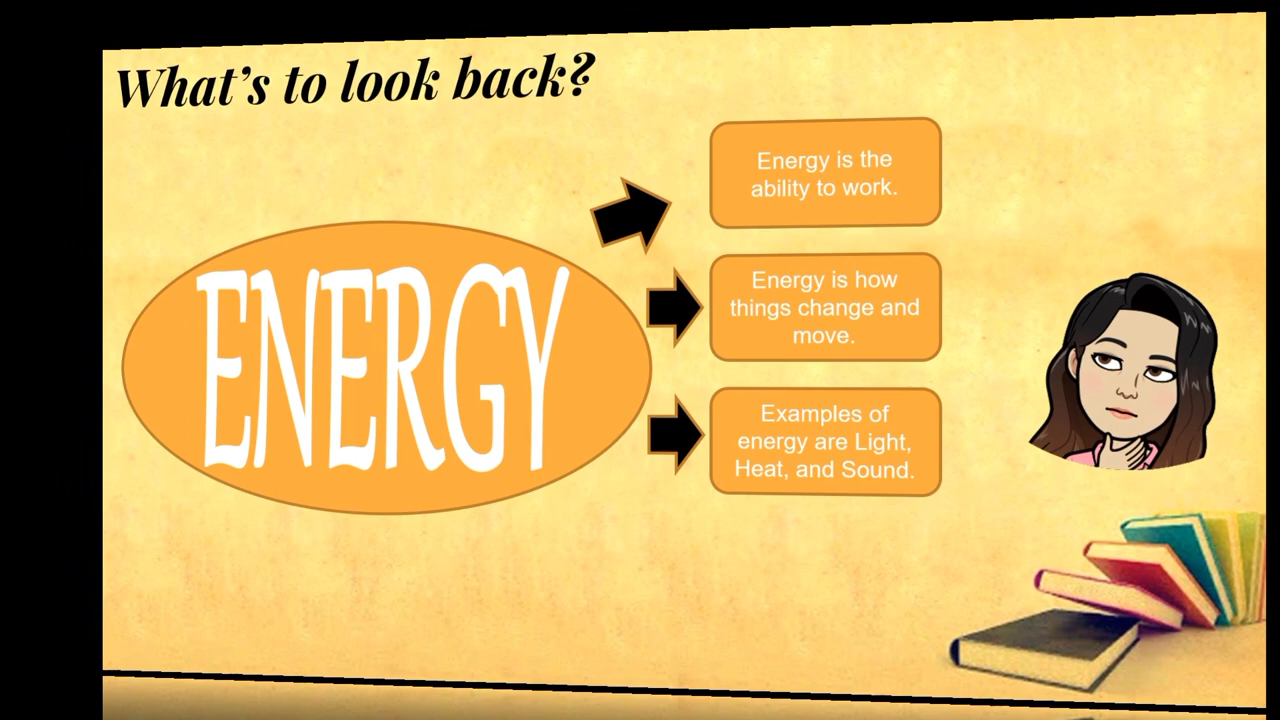 What's to look back?
ENERGY
Energy is the
ability to work.
Energy is how
things change and
move.
Examples of
energy are Light,
Heat, and Sound.